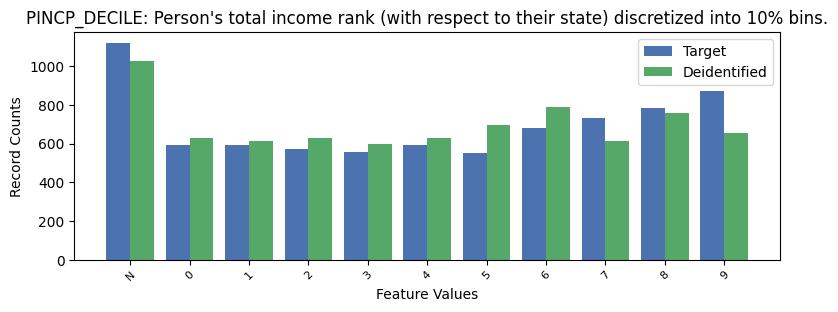 PINCP_DECILE: Person's total income rank (with respect to their state) discretized into 10% bins.
Target
Deidentified
Record Counts
1000
800
600
400
200
0
N 0 1 2 3 4 5 6 7 8 9
Feature Values